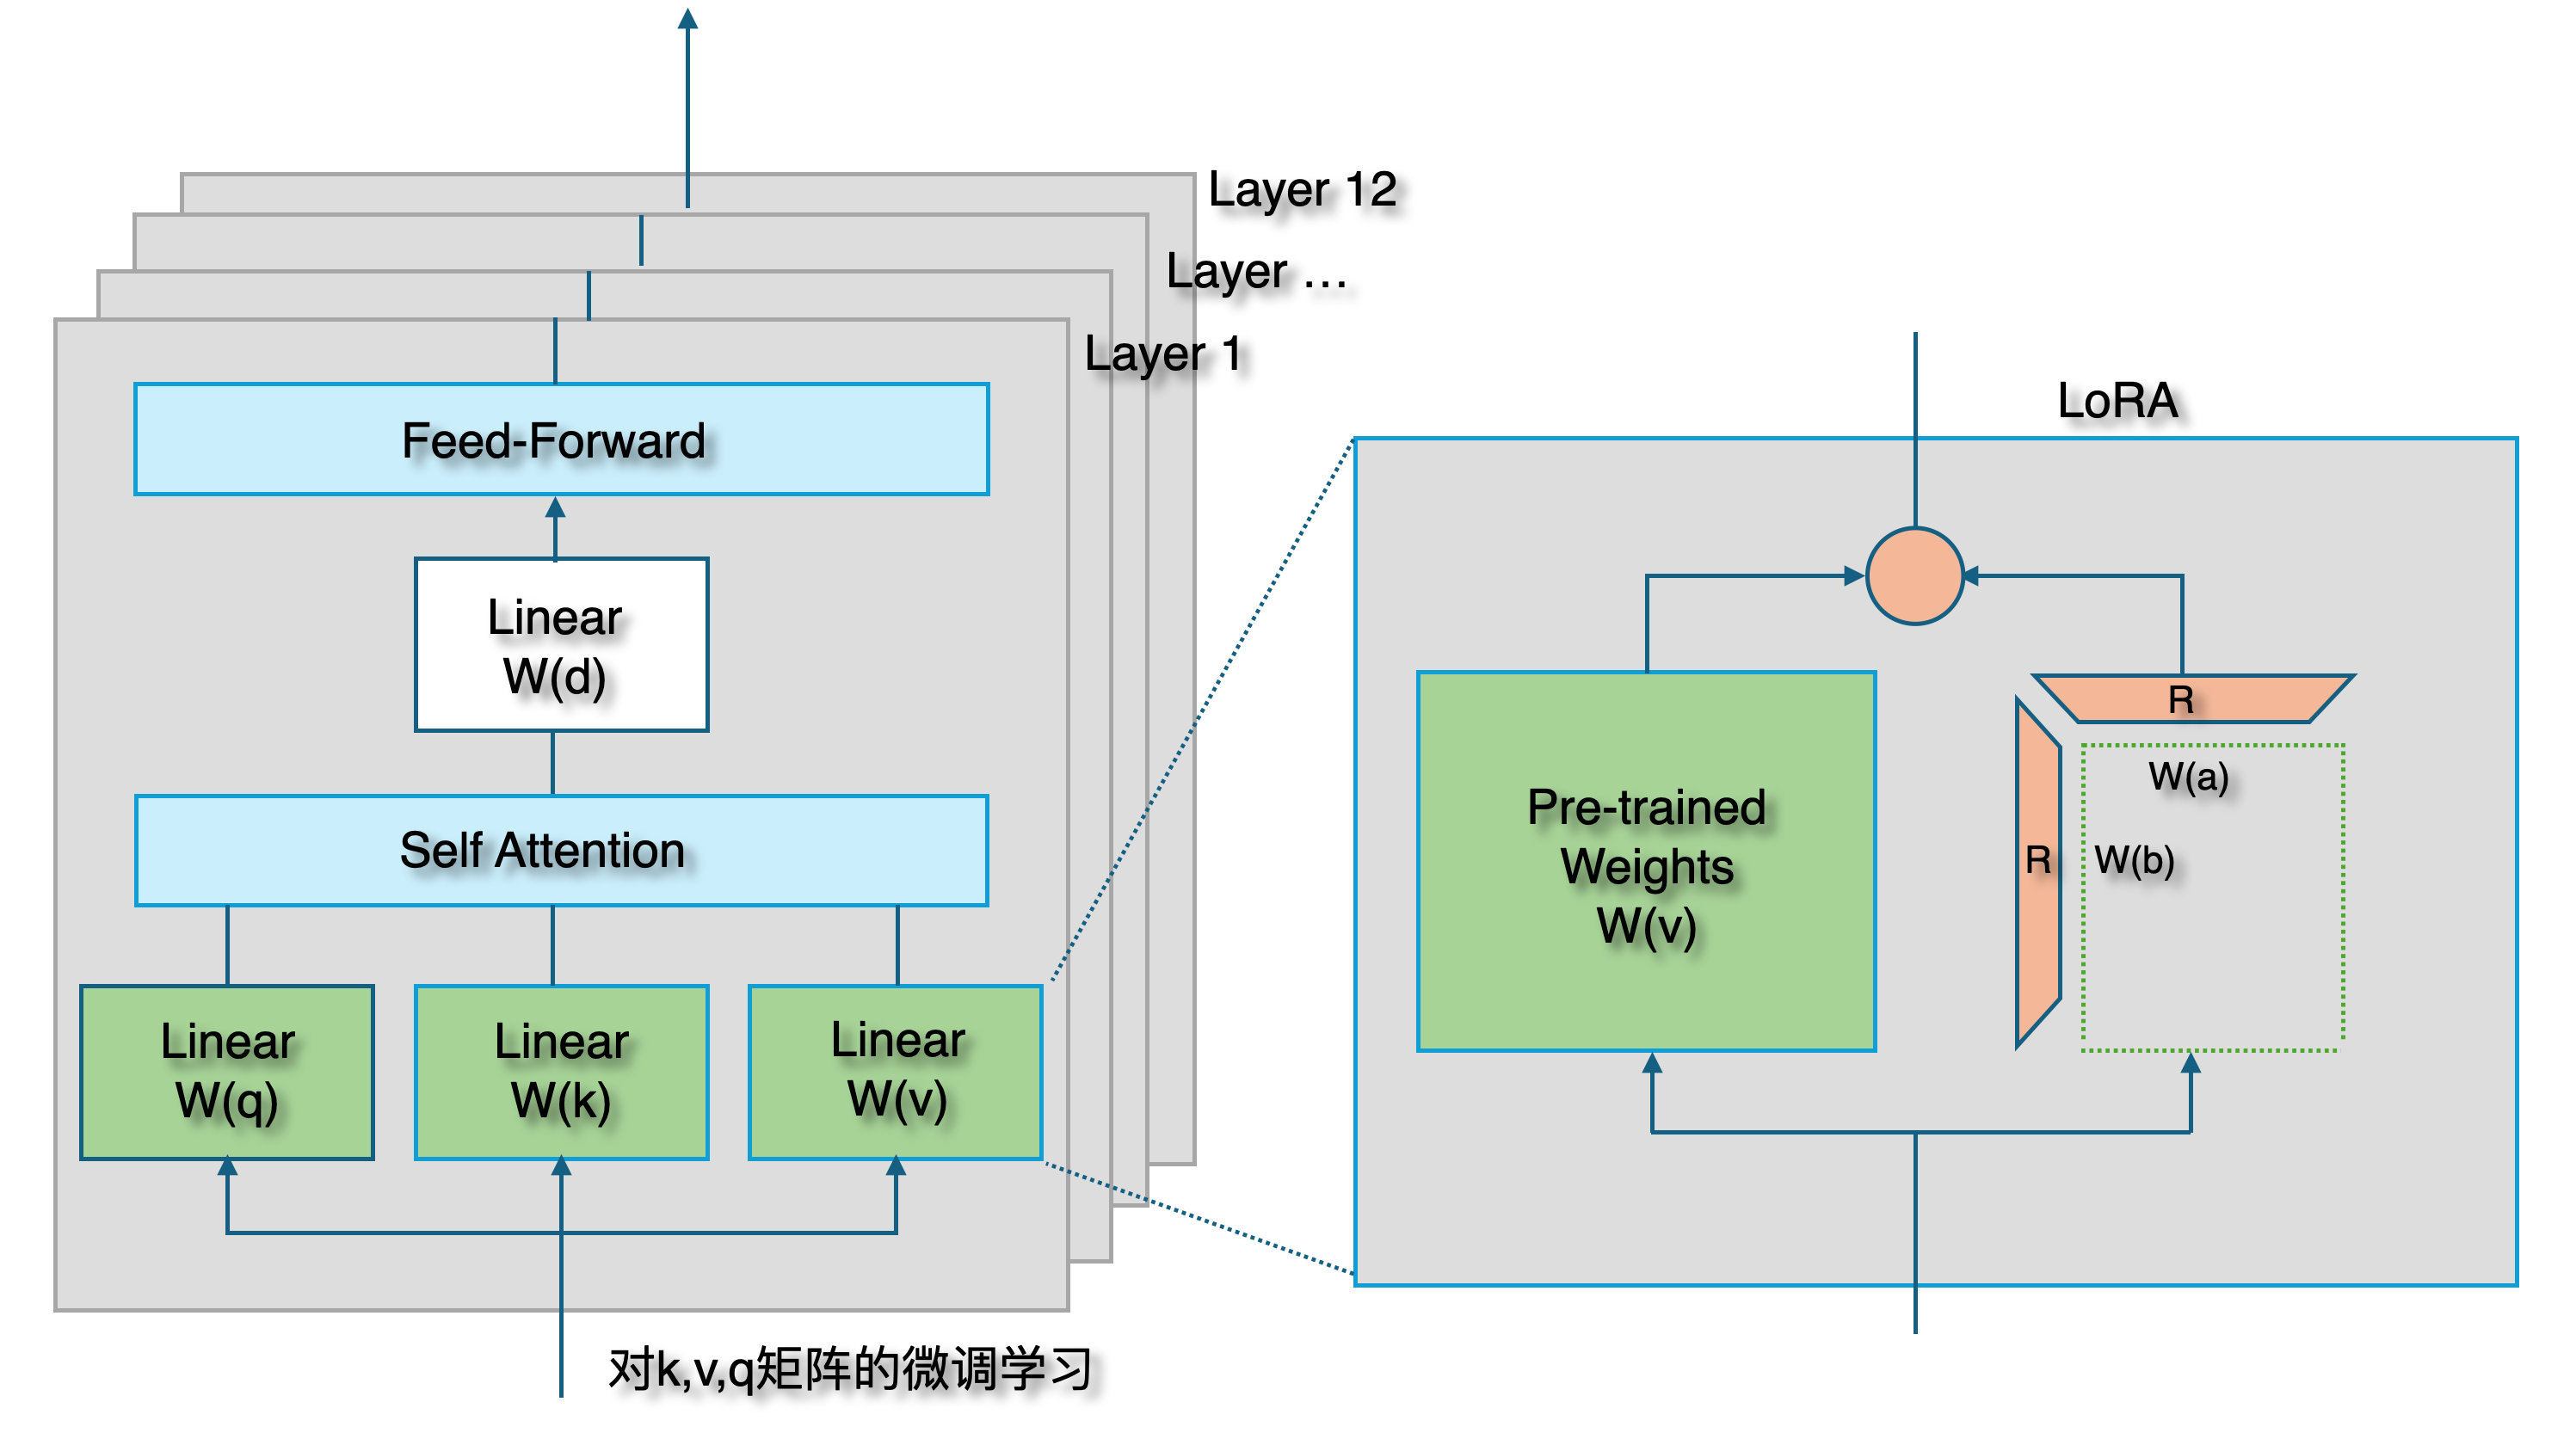 Layer 12
Layer ...
Layer 1
Feed-Forward
Linear
W(d)
Self Attention
Linear
W(q)
Linear
W(k)
Linear
W(v)
对k,v,q矩阵的微调学习
LoRA
R
W(a)
R
W(b)
Pre-trained
Weights
W(v)